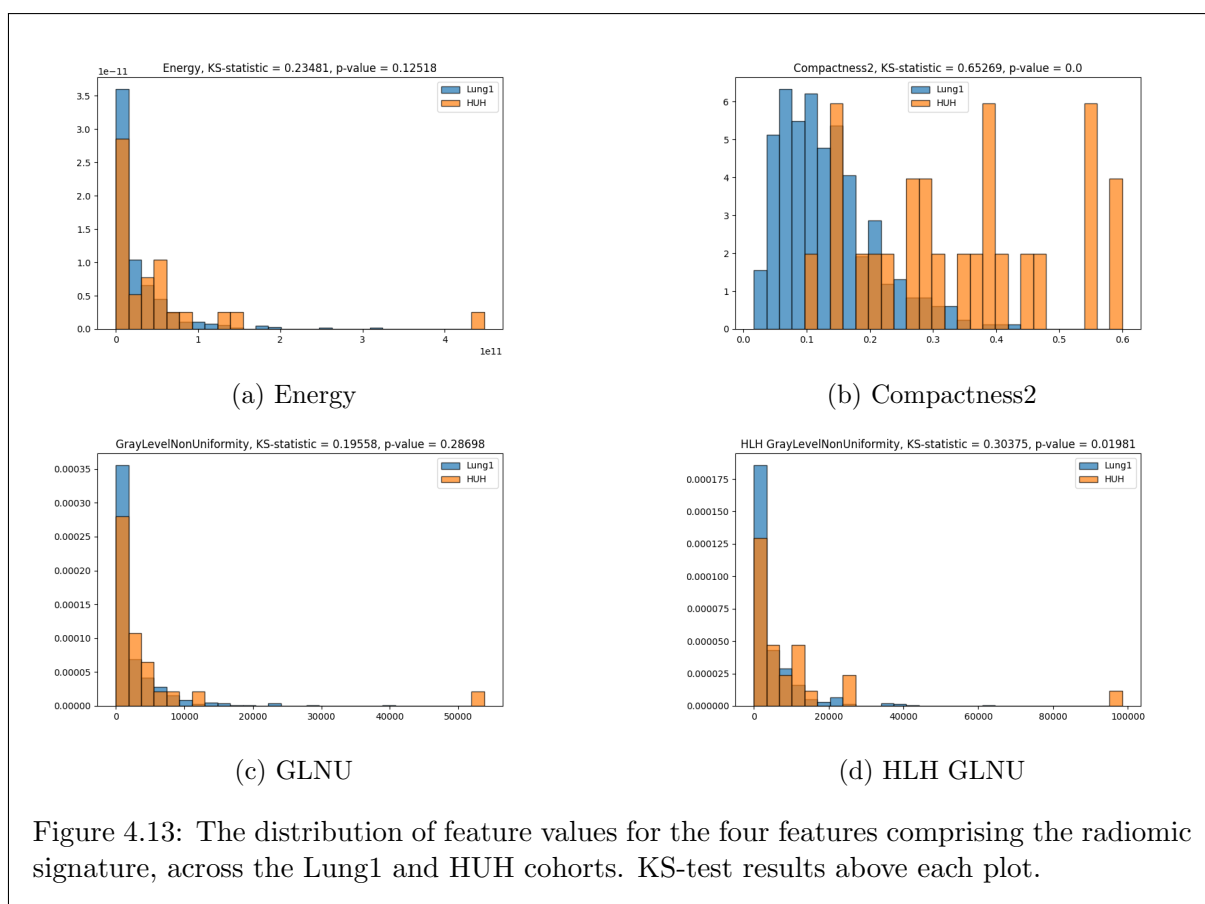 Energy, KS-statistic = 0.23481, p-value = 0.12518
1e−11
Lung1
HUH
3.5
3.0
2.5
2.0
1.5
1.0
0.5
0.0
0
1
2
3
4
1e11
(a) Energy
Compactness2, KS-statistic = 0.65269, p-value = 0.0
Lung1
HUH
6
5
4
3
2
1
0
0.0
0.1
0.2
0.3
0.4
0.5
0.6
(b) Compactness2
GrayLevelNonUniformity, KS-statistic = 0.19558, p-value = 0.28698
Lung1
HUH
0.00035
0.00030
0.00025
0.00020
0.00015
0.00010
0.00005
0.00000
0
10000
20000
30000
40000
50000
(c) GLNU
HLH GrayLevelNonUniformity, KS-statistic = 0.30375, p-value = 0.01981
Lung1
HUH
0.000175
0.000150
0.000125
0.000100
0.000075
0.000050
0.000025
0.000000
0
20000
40000
60000
80000
100000
(d) HLH GLNU
Figure 4.13: The distribution of feature values for the four features comprising the radiomic
signature, across the Lung1 and HUH cohorts. KS-test results above each plot.